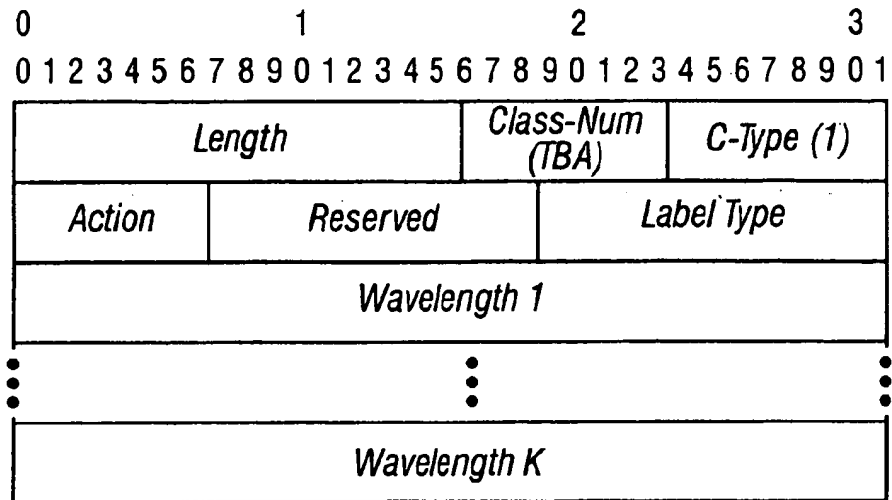 0 1 2 3
0 1 2 3 4 5 6 7 8 9 0 1 2 3 4 5 6 7 8 9 0 1 2 3 4 5 6 7 8 9 0 1
Length Class-Num (TBA) C-Type (1)
Action Reserved Label Type
Wavelength 1
Wavelength K